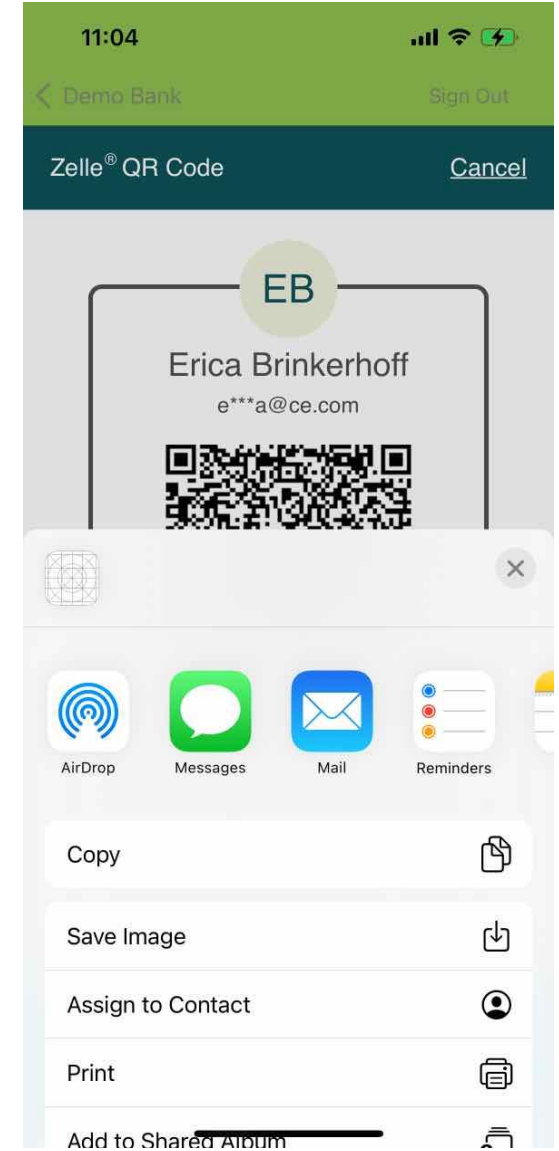 11:04
Demo Bank Sign Out
Zelle® QR Code Cancel
EB
Erica Brinkerhoff
e***a@ce.com
AirDrop Messages Mail Reminders
Copy
Save Image
Assign to Contact
Print
Add to Shared Album